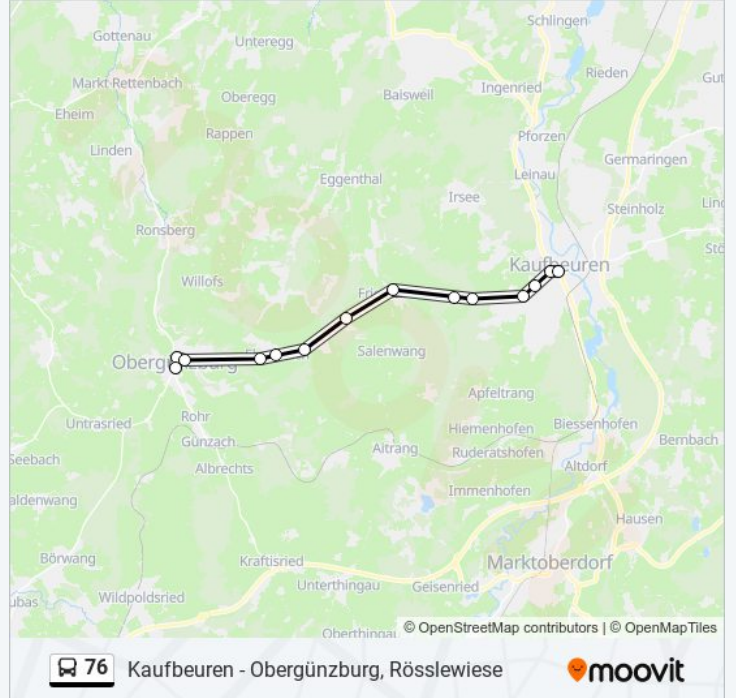 Schlingen
Gottenau
Unteregg
Rieden
Markt Rettenbach
Ingenried
Oberegg
Baisweil
Eheim
Rappen
Pforzen
Linden
Germaringen
Eggenthal
Leinau
Irsee
Steinholz
Ronsberg
Kaufbeuren
Willofs
Salenwang
Apfeltrang
Rohr
Untrasried
Biessenhofen
Hiemenhofen
Günzach
Bernbach
Aitrang
Ruderatshofen
Seebach
Albrechts
Altdorf
Immenhofen
Hausen
Börwang
Kraftisried
Marktoberdorf
Unterthingau
Geisenried
Wildpoldsried
© OpenStreetMap contributors | © OpenMapTiles
76 Kaufbeuren - Obergünzburg, Rösslewiese
moovit